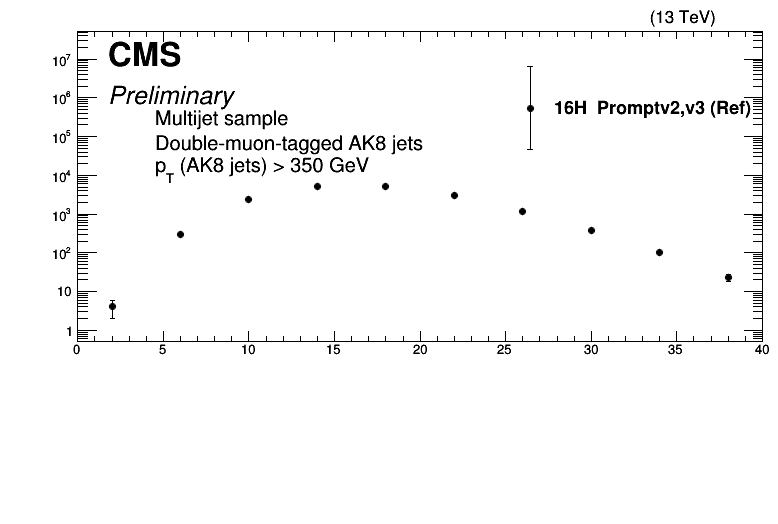 (13 TeV)
CMS
Preliminary
Multijet sample
Double-muon-tagged AK8 jets
pT (AK8 jets) > 350 GeV
16H Promptv2,v3 (Ref)
10^7
10^6
10^5
10^4
10^3
10^2
10
1
0 5 10 15 20 25 30 35 40